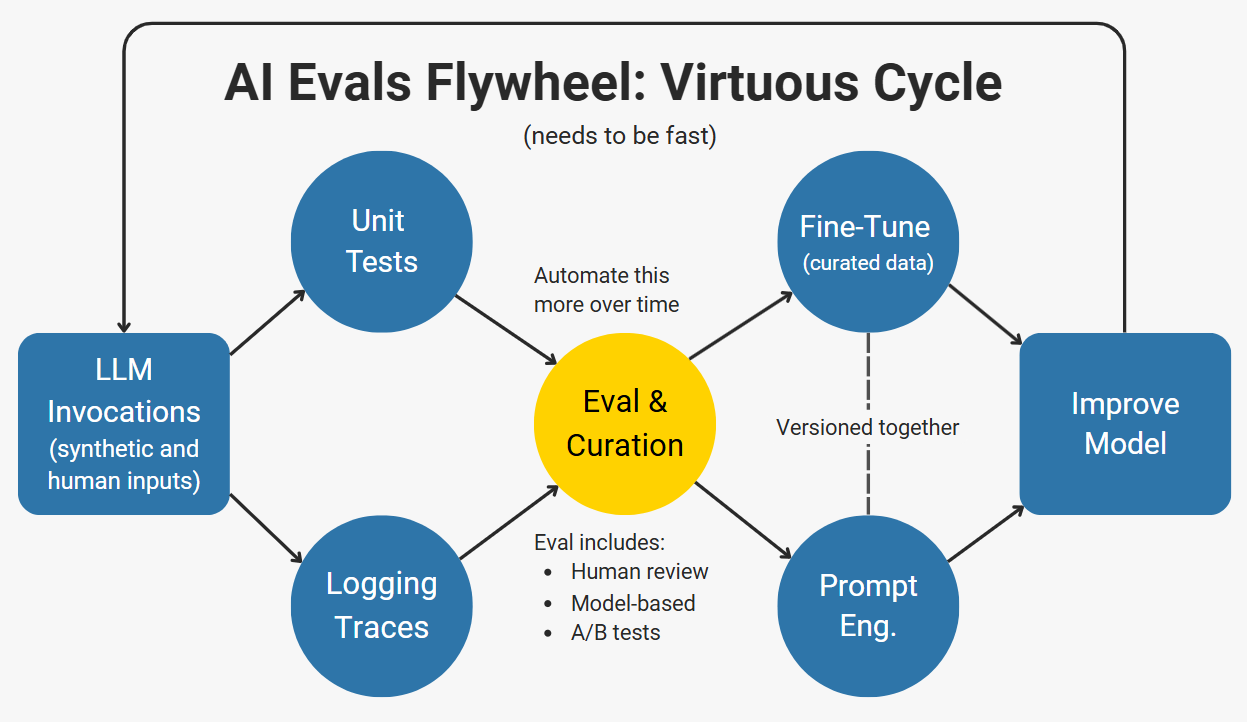 AI Evals Flywheel: Virtuous Cycle
(needs to be fast)
Unit
Tests
Fine-Tune
(curated data)
Automate this
more over time
LLM
Invocations
(synthetic and
human inputs)
Eval &
Curation
Versioned together
Improve
Model
Logging
Traces
Eval includes:
• Human review
• Model-based
• A/B tests
Prompt
Eng.